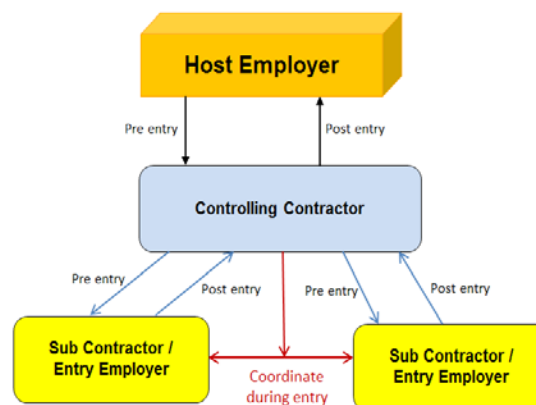 Host Employer
Pre entry
Post entry
Controlling Contractor
Pre entry
Post entry
Pre entry
Post entry
Sub Contractor /
Entry Employer
Coordinate
during entry
Sub Contractor /
Entry Employer